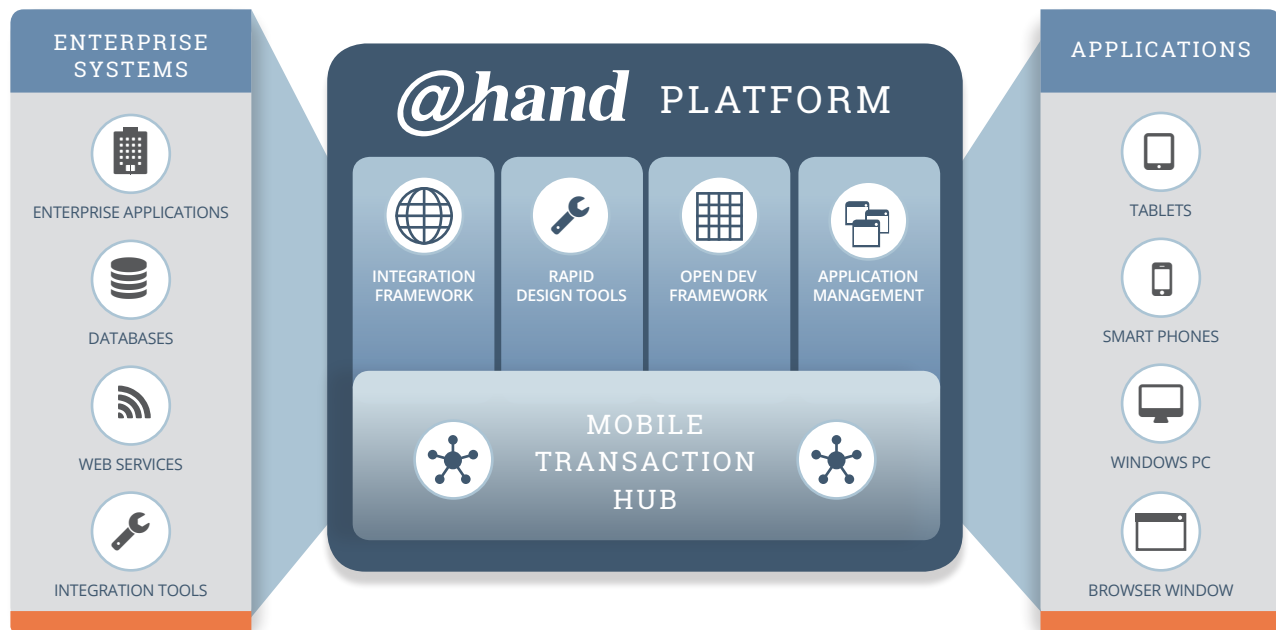 ENTERPRISE
SYSTEMS
ENTERPRISE APPLICATIONS
DATABASES
WEB SERVICES
INTEGRATION TOOLS
@hand PLATFORM
INTEGRATION
FRAMEWORK
RAPID
DESIGN TOOLS
OPEN DEV
FRAMEWORK
APPLICATION
MANAGEMENT
MOBILE
TRANSACTION
HUB
APPLICATIONS
TABLETS
SMART PHONES
WINDOWS PC
BROWSER WINDOW